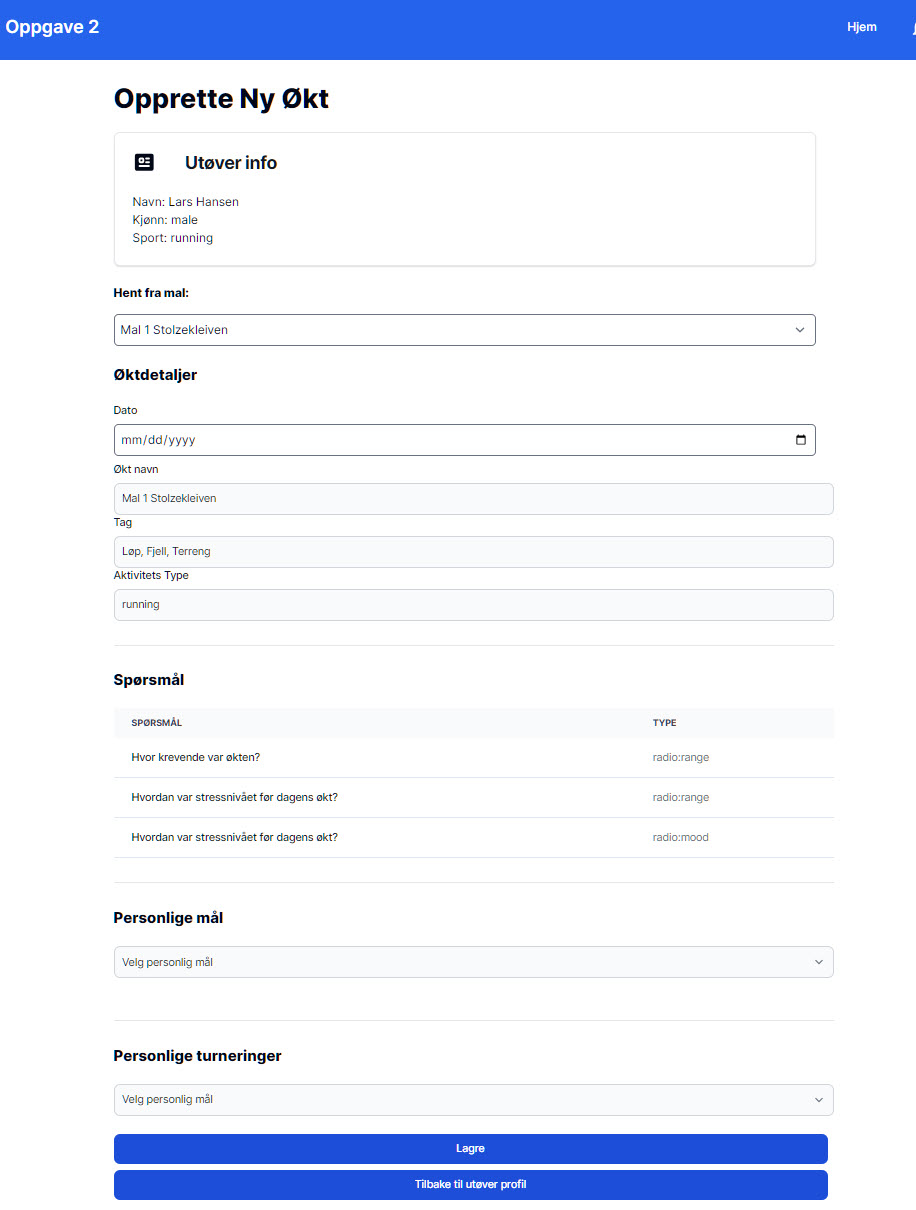 Oppgave 2
Hjem
Opprette Ny Økt
Utøver info
Navn: Lars Hansen
Kjønn: male
Sport: running
Hent fra mal:
Mal 1 Stolzekleiven
Øktdetaljer
Dato
mm/dd/yyyy
Økt navn
Mal 1 Stolzekleiven
Tag
Løp, Fjell, Terreng
Aktivitets Type
running
Spørsmål
SPØRSMÅL TYPE
Hvor krevende var økten? radio:range
Hvordan var stressnivået før dagens økt? radio:range
Hvordan var stressnivået før dagens økt? radio:mood
Personlige mål
Velg personlig mål
Personlige turneringer
Velg personlig mål
Lagre
Tilbake til utøver profil